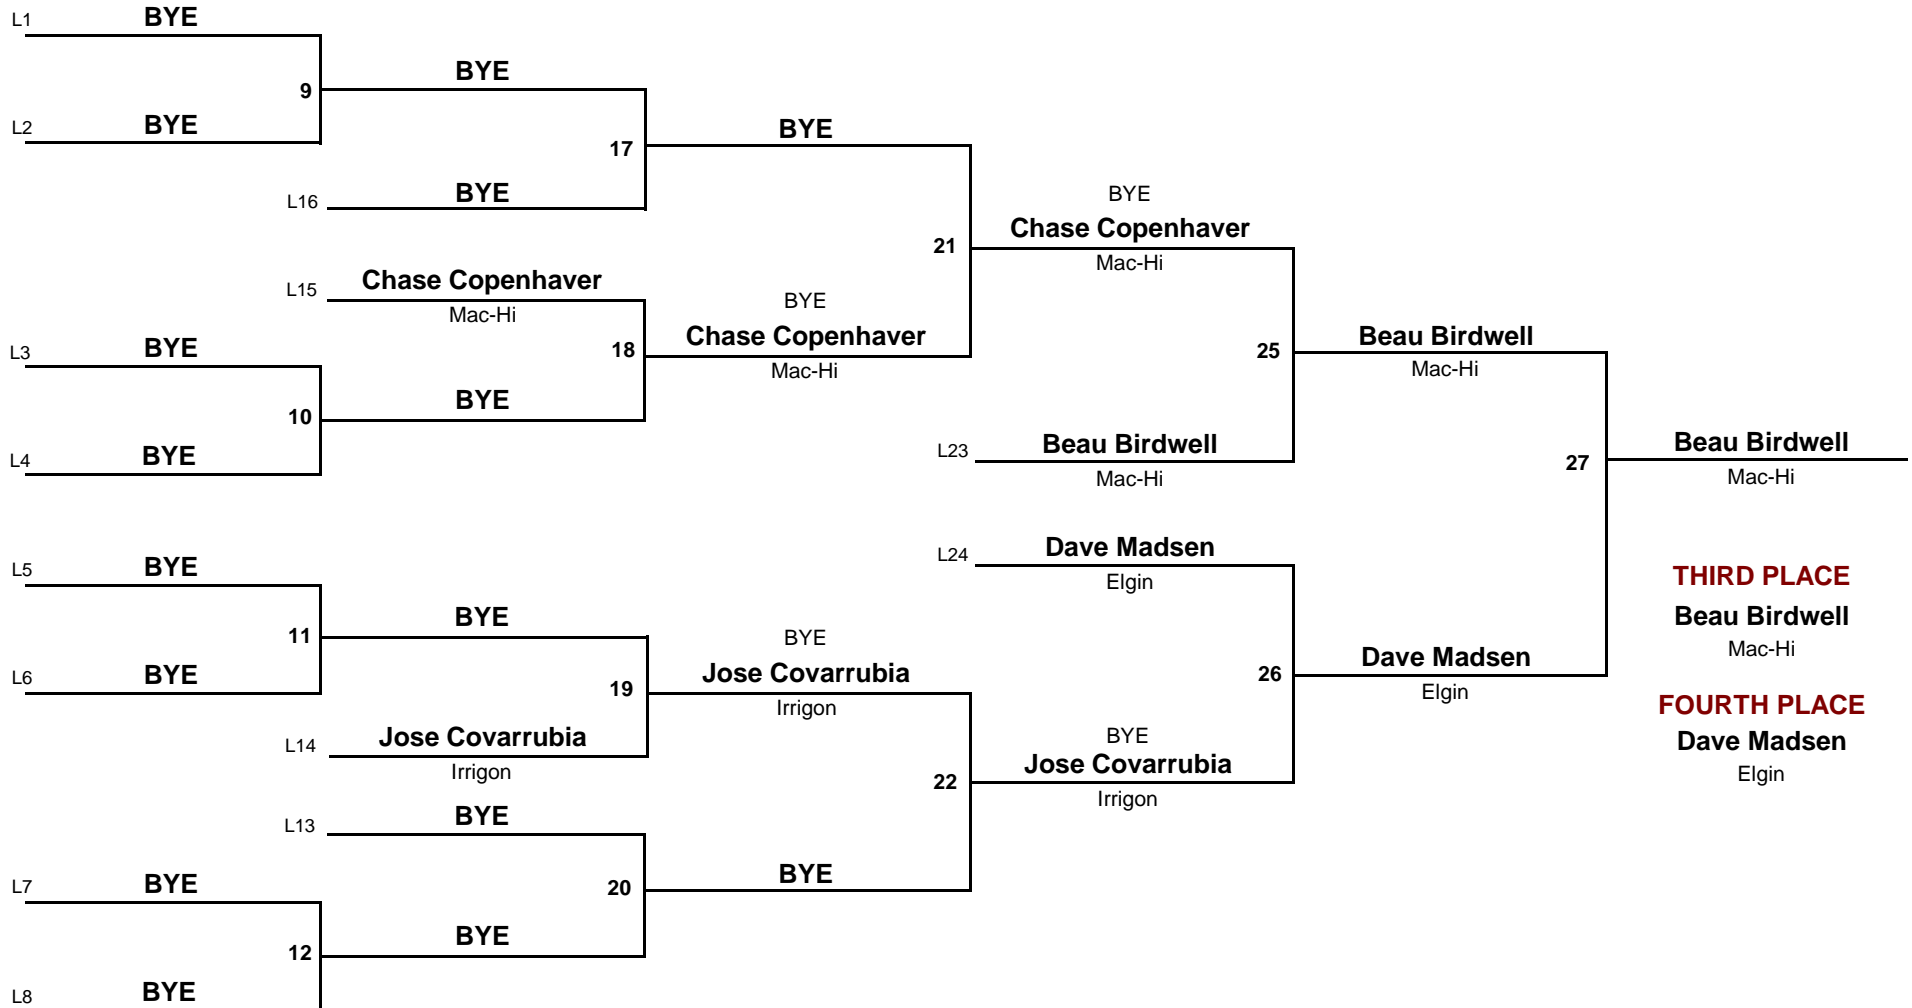 L1 BYE
9
L2 BYE
BYE
17
L16 BYE
BYE
L15 Chase Copenhaver
Mac-Hi
L3 BYE
10
L4 BYE
BYE
18
BYE
Chase Copenhaver
Mac-Hi
21
BYE
Chase Copenhaver
Mac-Hi
25
L23 Beau Birdwell
Mac-Hi
Beau Birdwell
Mac-Hi
L5 BYE
11
L6 BYE
BYE
19
L14 Jose Covarrubia
Irrigon
BYE
Jose Covarrubia
Irrigon
L13 BYE
20
L7 BYE
12
L8 BYE
BYE
BYE
22
L24 Dave Madsen
Elgin
26
BYE
Jose Covarrubia
Irrigon
Dave Madsen
Elgin
27
Beau Birdwell
Mac-Hi
THIRD PLACE
Beau Birdwell
Mac-Hi
FOURTH PLACE
Dave Madsen
Elgin